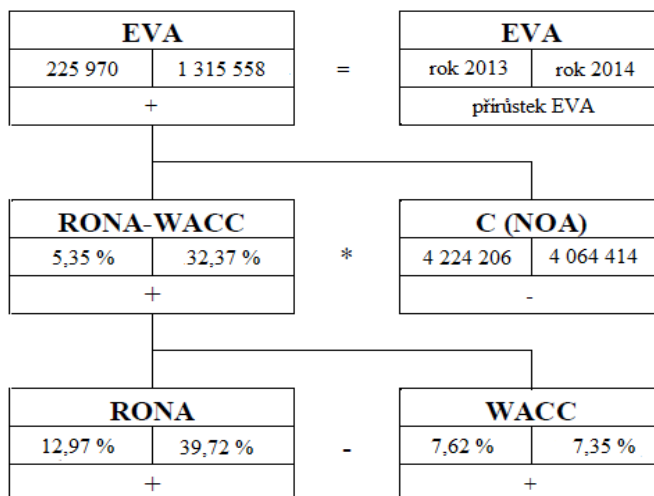 EVA
225 970 1 315 558
+
=
EVA
rok 2013 rok 2014
přírůstek EVA
RONA-WACC
5,35 % 32,37 %
+
*
C (NOA)
4 224 206 4 064 414
-
RONA
12,97 % 39,72 %
+
-
WACC
7,62 % 7,35 %
+